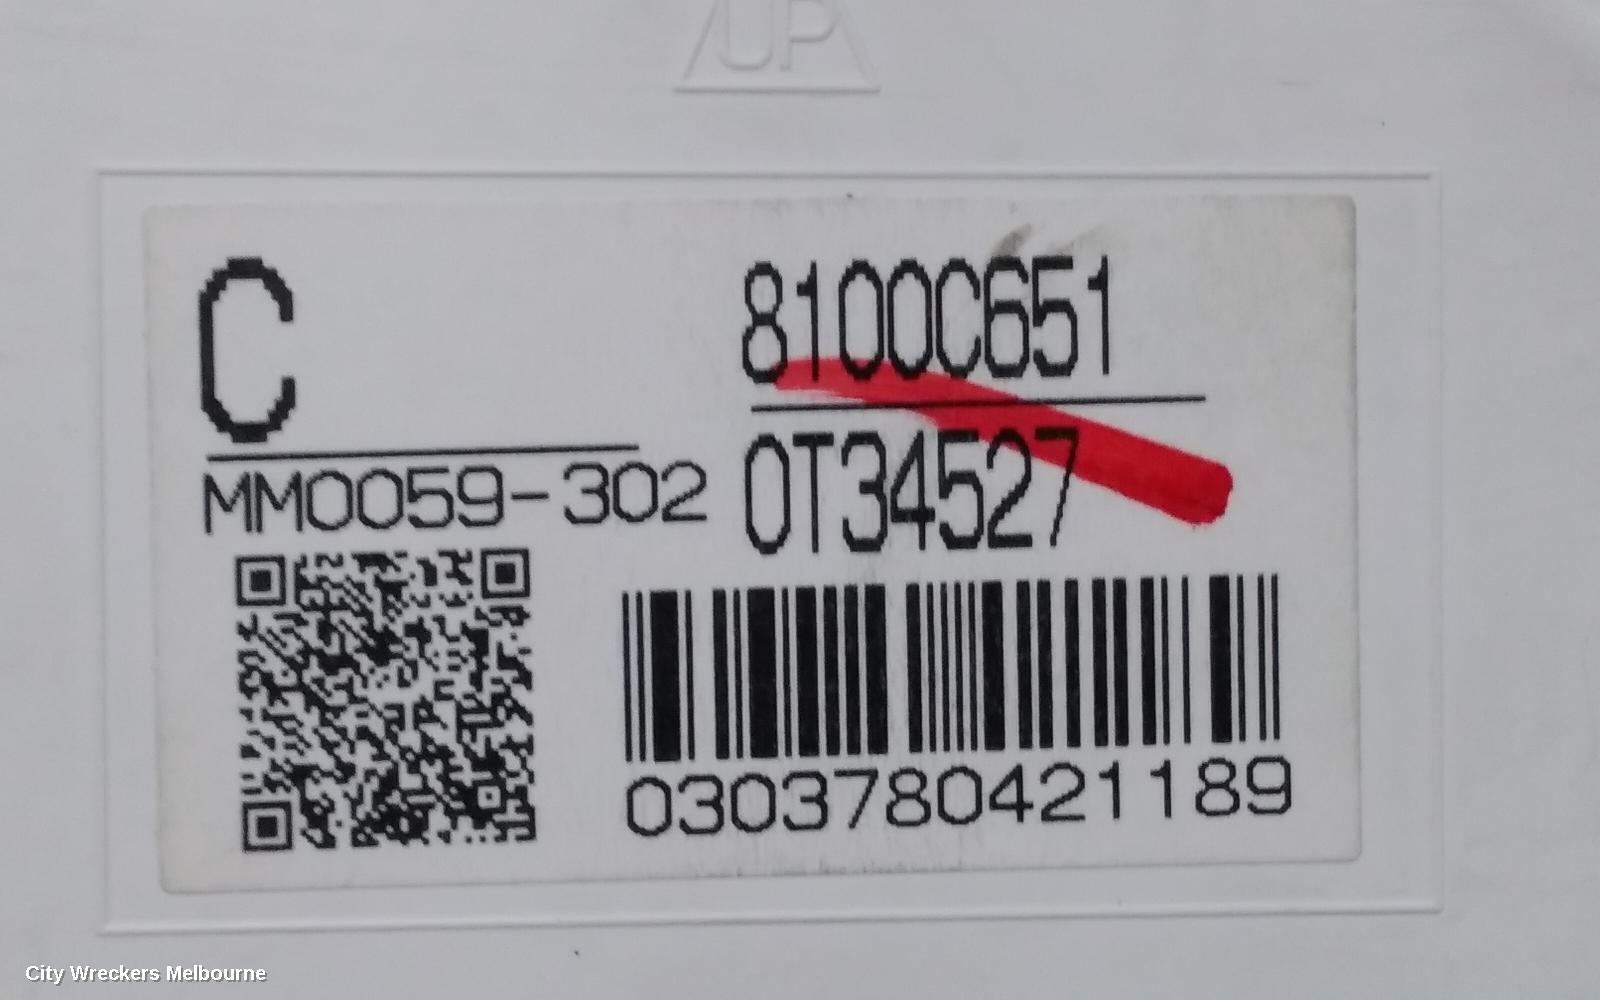 UP
C
8100C651
MM0059-302
0T34527
0303780421189
City Wreckers Melbourne